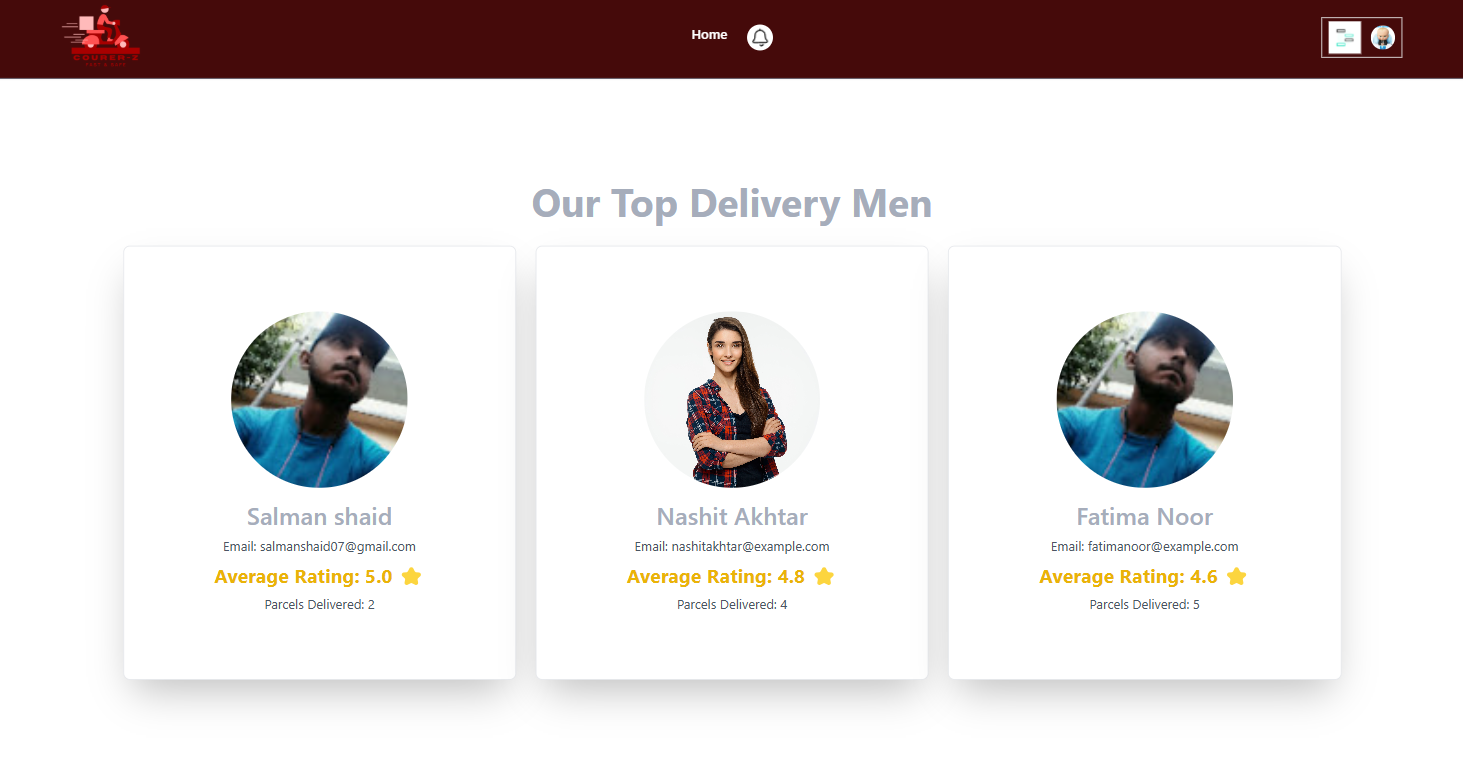 COURER-Z
Home
Our Top Delivery Men
Salman shaid
Email: salmanshaid07@gmail.com
Average Rating: 5.0
Parcels Delivered: 2
Nashit Akhtar
Email: nashitakhtar@example.com
Average Rating: 4.8
Parcels Delivered: 4
Fatima Noor
Email: fatimanoor@example.com
Average Rating: 4.6
Parcels Delivered: 5